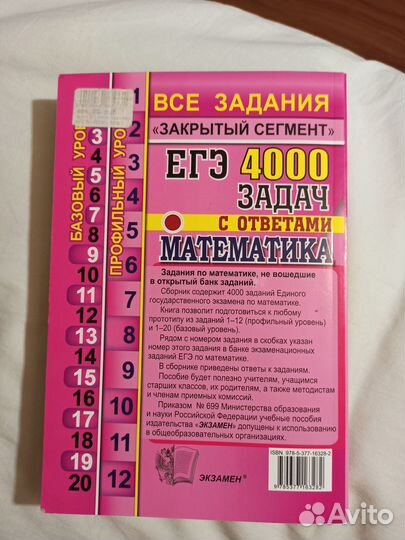 ВСЕ ЗАДАНИЯ
«ЗАКРЫТЫЙ СЕГМЕНТ»
ЕГЭ 4000
ЗАДАЧ
С ОТВЕТАМИ
МАТЕМАТИКА
Задания по математике, не вошедшие
в открытый банк заданий.
Сборник содержит 4000 заданий Единого
государственного экзамена по математике.
Книга позволит подготовиться к любому
прототипу из заданий 1–12 (профильный уровень)
и 1–20 (базовый уровень).
Рядом с номером задания в скобках указан
номер этого задания в банке экзаменационных
заданий ЕГЭ по математике.
В сборнике приведены ответы к заданиям.
Пособие будет полезно учителям, учащимся
старших классов, их родителям, а также методистам
и членам приемных комиссий.
Приказом № 699 Министерства образования
и науки Российской Федерации учебные пособия
издательства «ЭКЗАМЕН» допущены к использованию
в общеобразовательных организациях.
ЭКЗАМЕН®
ISBN 978-5-377-16328-2
9 785377 163282
БАЗОВЫЙ УРО
3
4
5
6
7
8
9
10
11
12
13
14
15
16
17
18
19
20
ПРОФИЛЬНЫЙ УРО
1
2
3
4
5
6
7
8
9
10
11
12
Avito